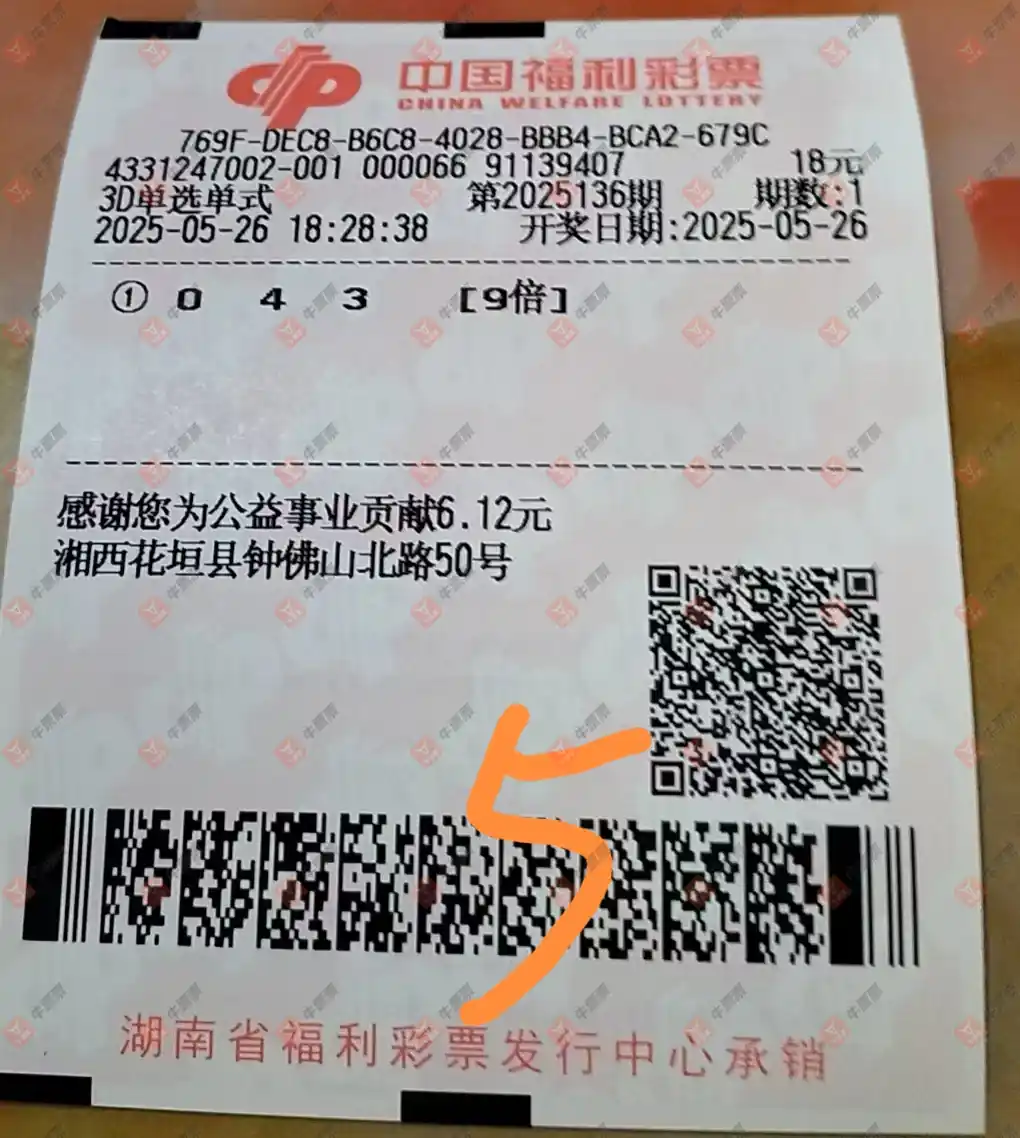 中国福利彩票
CHINA WELFARE LOTTERY
769F-DEC8-B6C8-4028-BBB4-BCA2-679C
4331247002-001 000066 91139407 18元
3D单选单式 第2025136期 期数:1
2025-05-26 18:28:38 开奖日期:2025-05-26
① 0 4 3 [9倍]
感谢您为公益事业贡献6.12元
湘西花垣县钟佛山北路50号
5
湖南省福利彩票发行中心承销